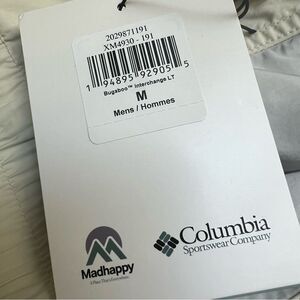 2029871191
XM4930 - 191
1 94895 92905 5
Bugaboo™ Interchange LT
M
Mens / Hommes
Madhappy
Columbia
Sportswear Company